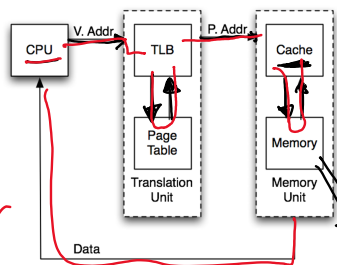 V. Addr
P. Addr
CPU
TLB
Cache
Page
Table
Memory
Translation
Unit
Memory
Unit
Data